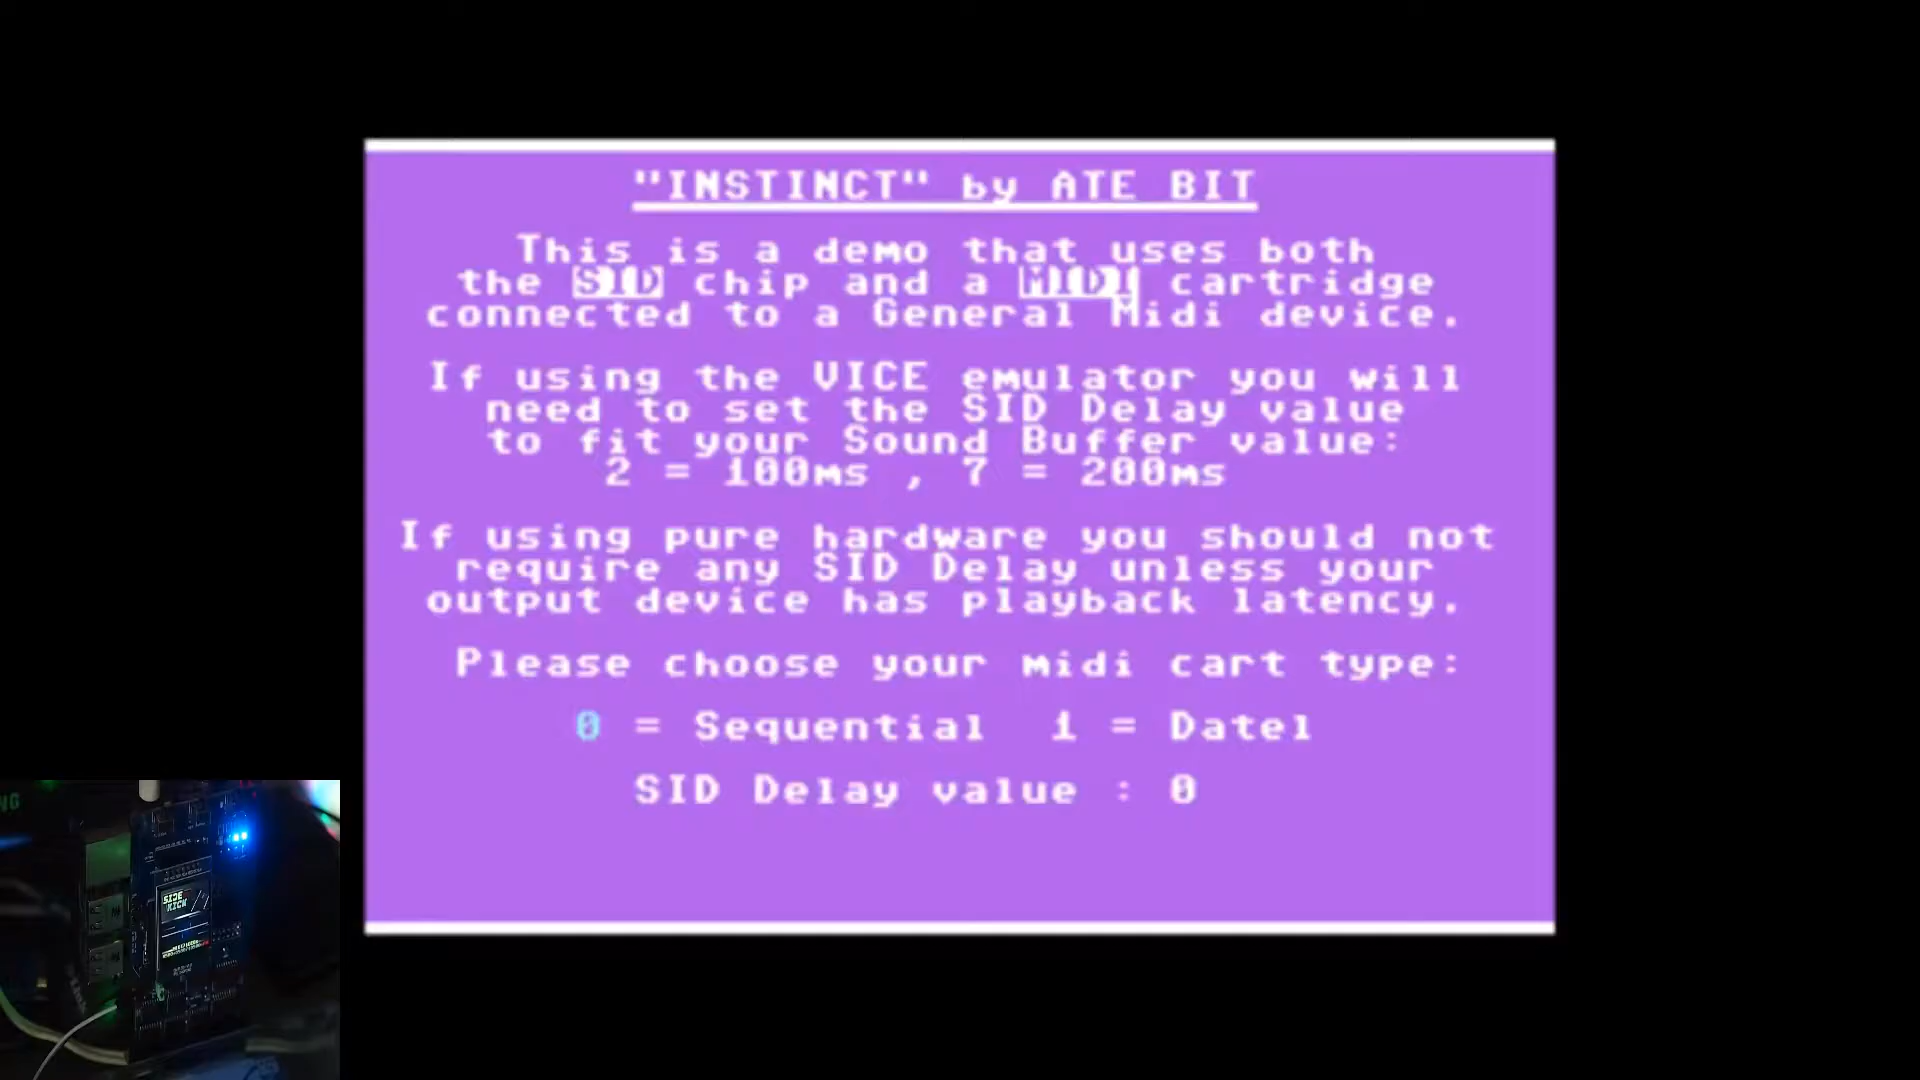 "INSTINCT" by ATE BIT
This is a demo that uses both
the SID chip and a MIDI cartridge
connected to a General Midi device.
If using the VICE emulator you will
need to set the SID Delay value
to fit your Sound Buffer value:
2 = 100ms , 7 = 200ms
If using pure hardware you should not
require any SID Delay unless your
output device has playback latency.
Please choose your midi cart type:
0 = Sequential 1 = Datel
SID Delay value : 0
NG
SIDE
KICK